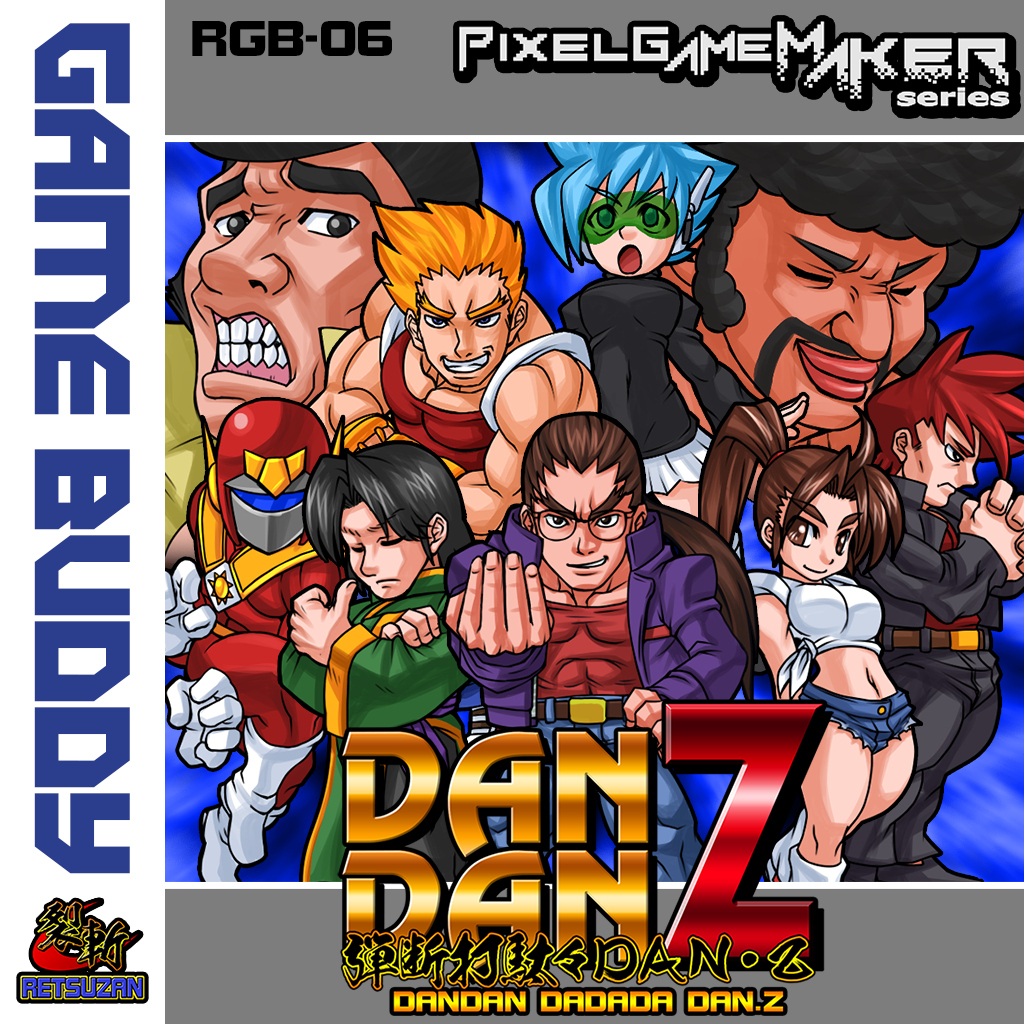 GAME BUDDY
RGB-06
PIXELGAMEMAKER
series
DAN
DAN Z
弾断打駄々DAN・Z
DANDAN DADADA DAN.Z
裂斬
RETSUZAN